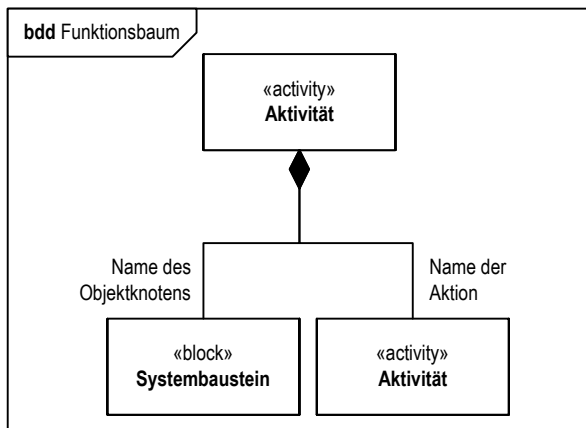 bdd Funktionsbaum
«activity»
Aktivität
Name des
Objektknotens
Name der
Aktion
«block»
Systembaustein
«activity»
Aktivität